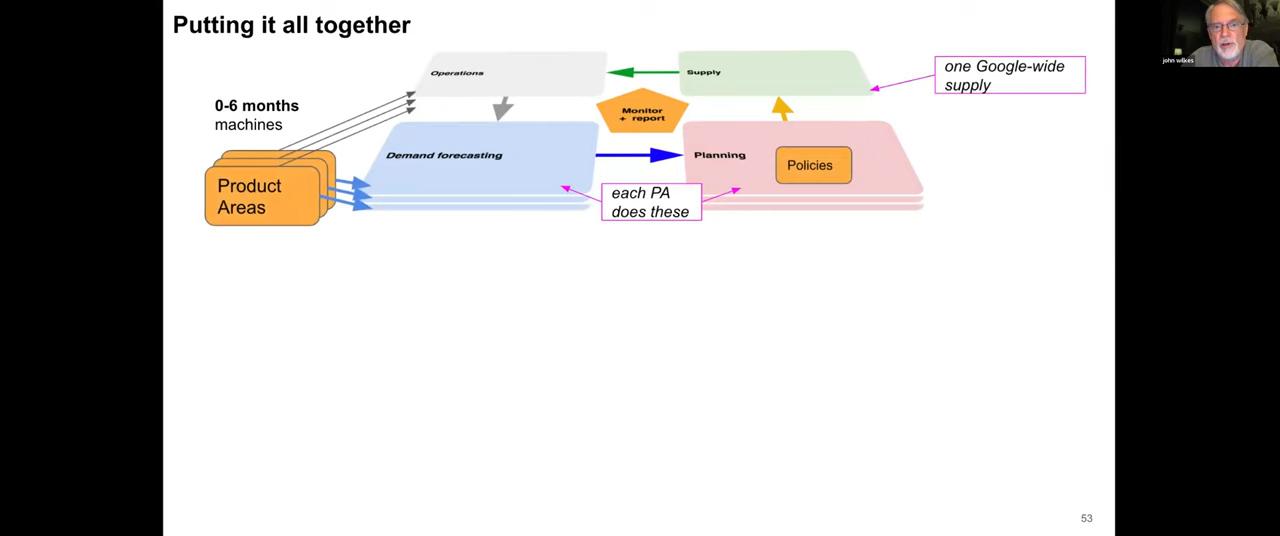 Putting it all together
Operations
Supply
one Google-wide
supply
0-6 months
machines
Monitor
+ report
Demand forecasting
Planning
Policies
Product
Areas
each PA
does these
john wilkes
53